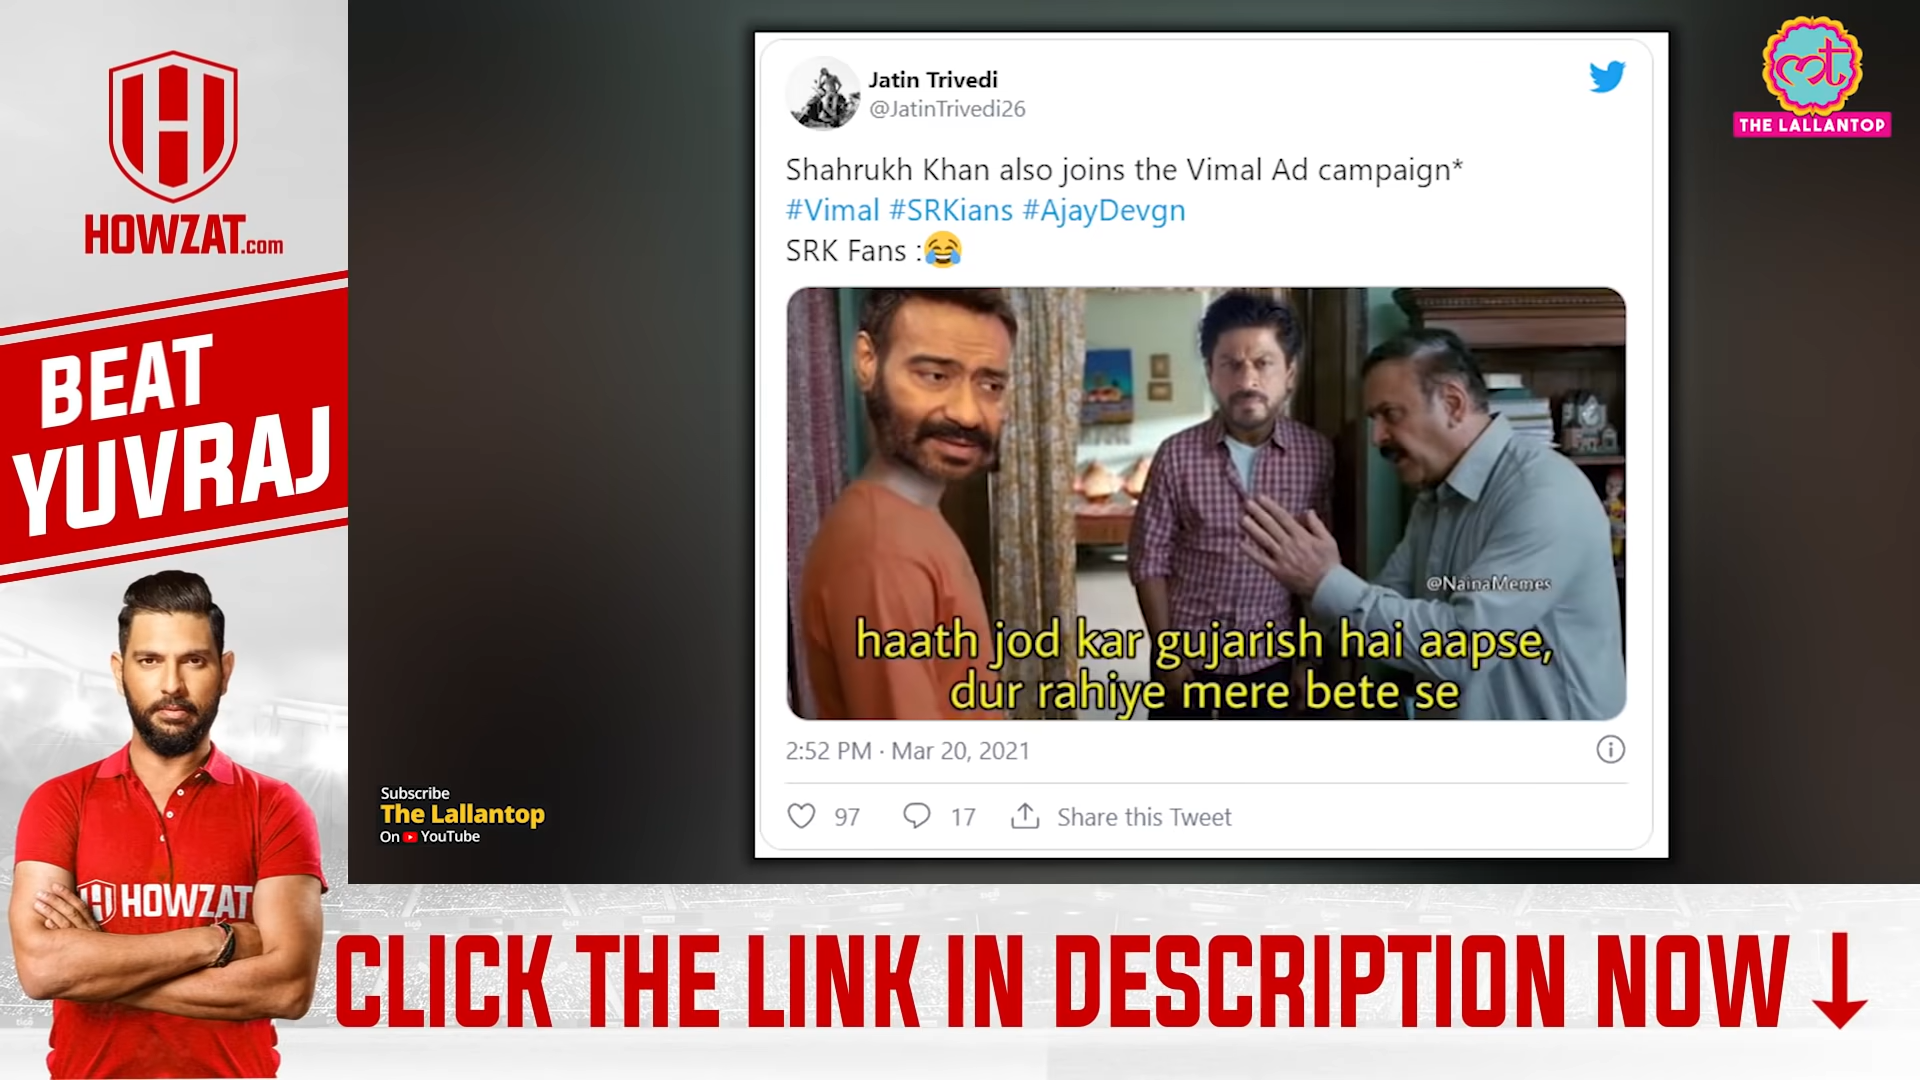 HOWZAT.com
BEAT
YUVRAJ
HOWZAT
Jatin Trivedi
@JatinTrivedi26
Shahrukh Khan also joins the Vimal Ad campaign*
#Vimal #SRKians #AjayDevgn
SRK Fans :😂
@NainaMemes
haath jod kar gujarish hai aapse,
dur rahiye mere bete se
2:52 PM · Mar 20, 2021
97 17 Share this Tweet
THE LALLANTOP
Subscribe
The Lallantop
On YouTube
CLICK THE LINK IN DESCRIPTION NOW ↓